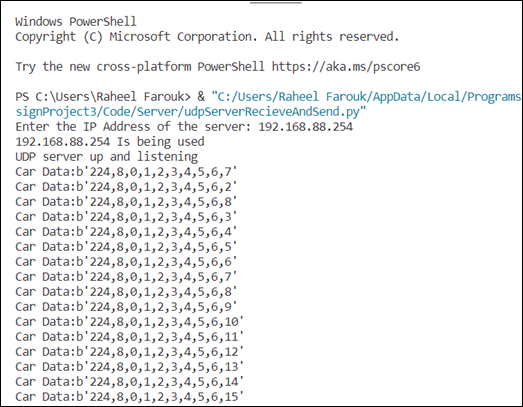 Windows PowerShell
Copyright (C) Microsoft Corporation. All rights reserved.
Try the new cross-platform PowerShell https://aka.ms/pscore6
PS C:\Users\Raheel Farouk> & "C:/Users/Raheel Farouk/AppData/Local/Programs
signProject3/Code/Server/udpServerRecieveAndSend.py"
Enter the IP Address of the server: 192.168.88.254
192.168.88.254 Is being used
UDP server up and listening
Car Data:b'224,8,0,1,2,3,4,5,6,7'
Car Data:b'224,8,0,1,2,3,4,5,6,2'
Car Data:b'224,8,0,1,2,3,4,5,6,8'
Car Data:b'224,8,0,1,2,3,4,5,6,3'
Car Data:b'224,8,0,1,2,3,4,5,6,4'
Car Data:b'224,8,0,1,2,3,4,5,6,5'
Car Data:b'224,8,0,1,2,3,4,5,6,6'
Car Data:b'224,8,0,1,2,3,4,5,6,7'
Car Data:b'224,8,0,1,2,3,4,5,6,8'
Car Data:b'224,8,0,1,2,3,4,5,6,9'
Car Data:b'224,8,0,1,2,3,4,5,6,10'
Car Data:b'224,8,0,1,2,3,4,5,6,11'
Car Data:b'224,8,0,1,2,3,4,5,6,12'
Car Data:b'224,8,0,1,2,3,4,5,6,13'
Car Data:b'224,8,0,1,2,3,4,5,6,14'
Car Data:b'224,8,0,1,2,3,4,5,6,15'